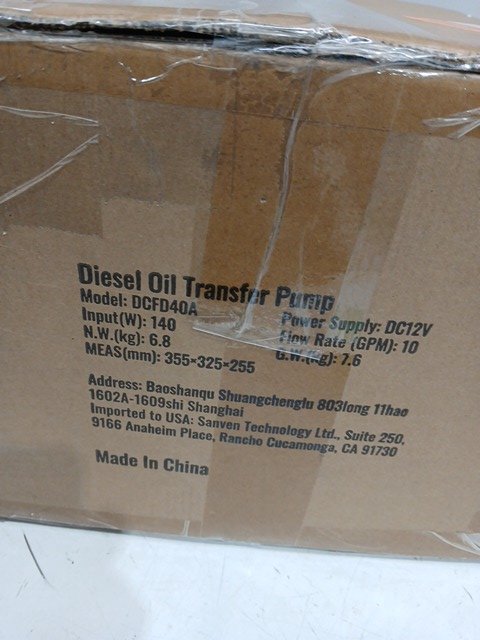 Diesel Oil Transfer Pump
Model: DCFD40A Power Supply: DC12V
Input(W): 140 Flow Rate (GPM): 10
N.W.(kg): 6.8 G.W.(kg): 7.6
MEAS(mm): 355×325×255
Address: Baoshanqu Shuangchenglu 803long 11hao
1602A-1609shi Shanghai
Imported to USA: Sanven Technology Ltd., Suite 250,
9166 Anaheim Place, Rancho Cucamonga, CA 91730
Made In China